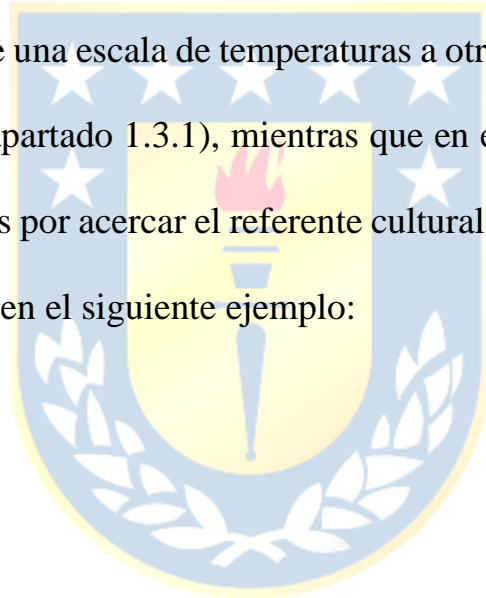 una escala de temperaturas a otr
partado 1.3.1), mientras que en e
por acercar el referente cultural
en el siguiente ejemplo: